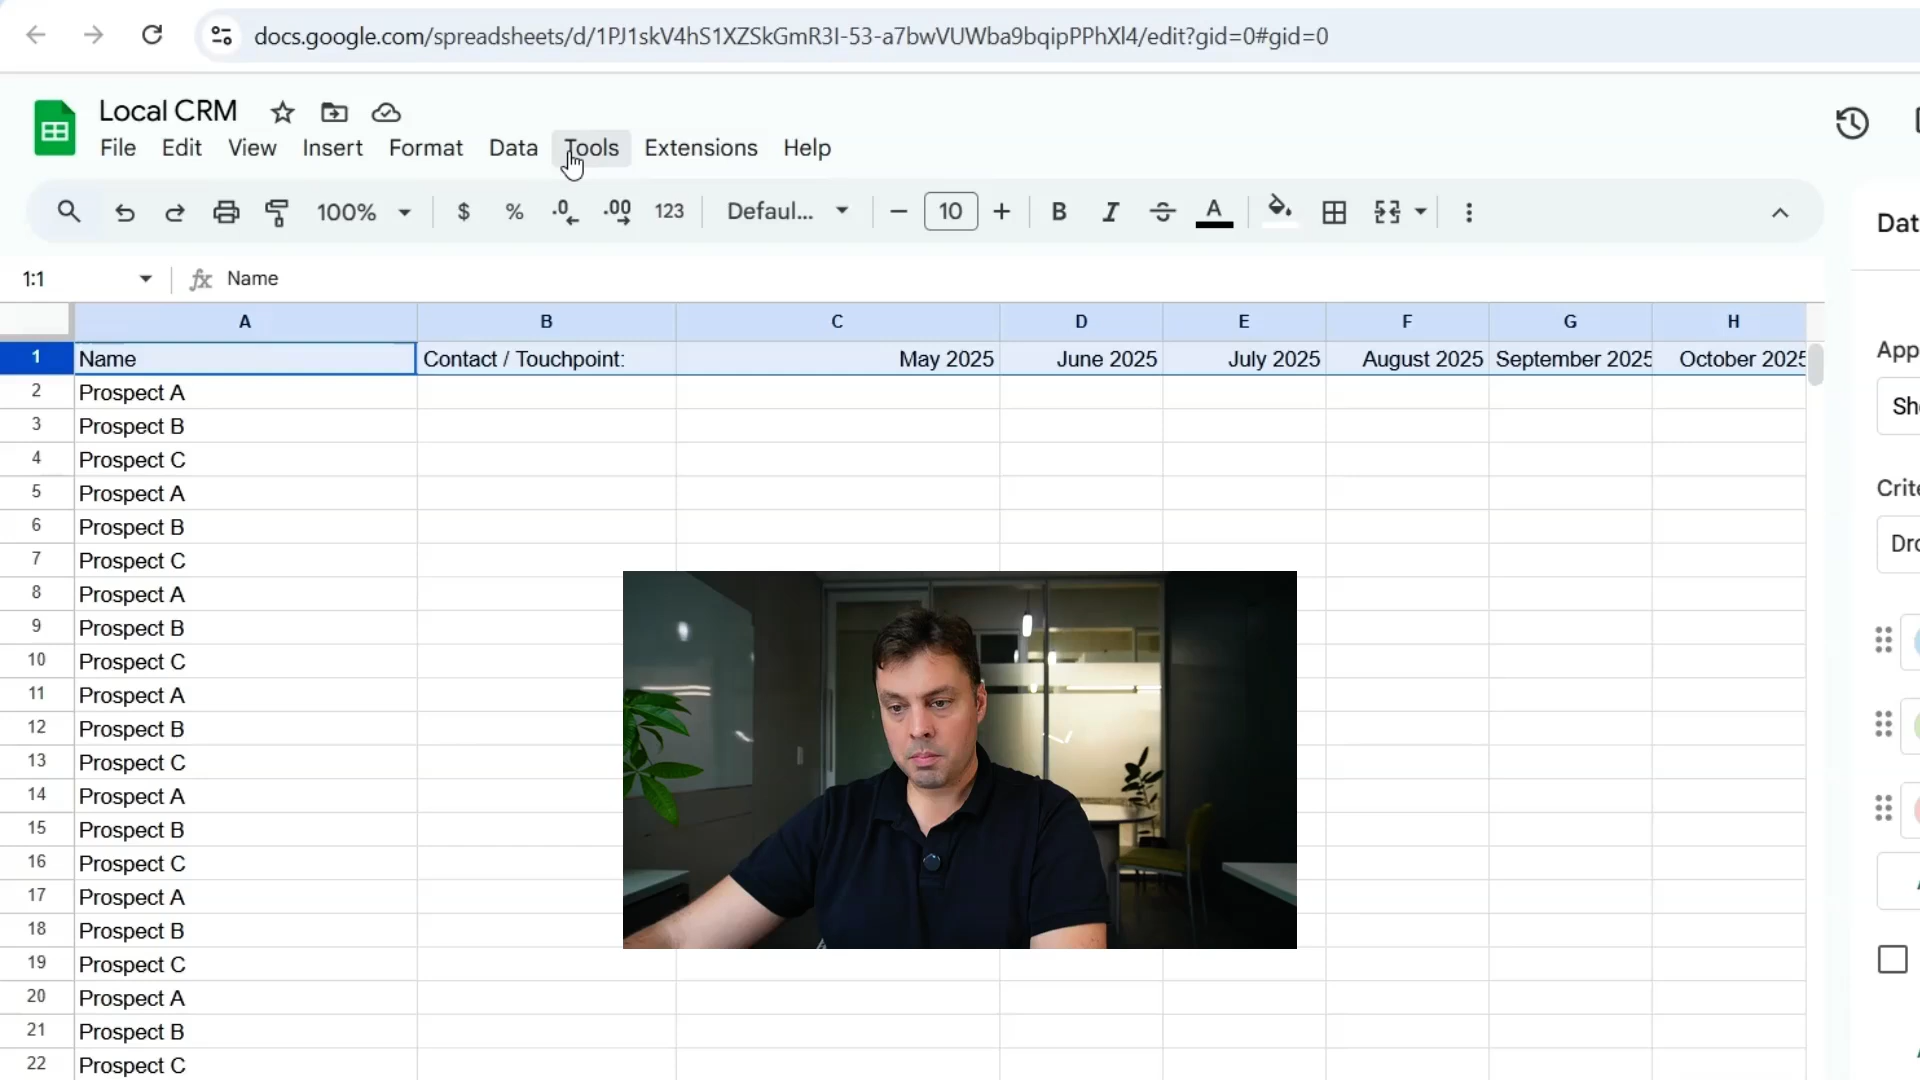 docs.google.com/spreadsheets/d/1PJ1skV4hS1XZSkGmR3I-53-a7bwVUWba9bqipPPhXl4/edit?gid=0#gid=0
Local CRM
File Edit View Insert Format Data Tools Extensions Help
100% $ % .0 .00 123 Defaul... − 10 + B I S A
1:1 fx Name
A B C D E F G H
1 Name Contact / Touchpoint: May 2025 June 2025 July 2025 August 2025 September 2025 October 2025
2 Prospect A
3 Prospect B
4 Prospect C
5 Prospect A
6 Prospect B
7 Prospect C
8 Prospect A
9 Prospect B
10 Prospect C
11 Prospect A
12 Prospect B
13 Prospect C
14 Prospect A
15 Prospect B
16 Prospect C
17 Prospect A
18 Prospect B
19 Prospect C
20 Prospect A
21 Prospect B
22 Prospect C
Dat
App
Sh
Crite
Dro